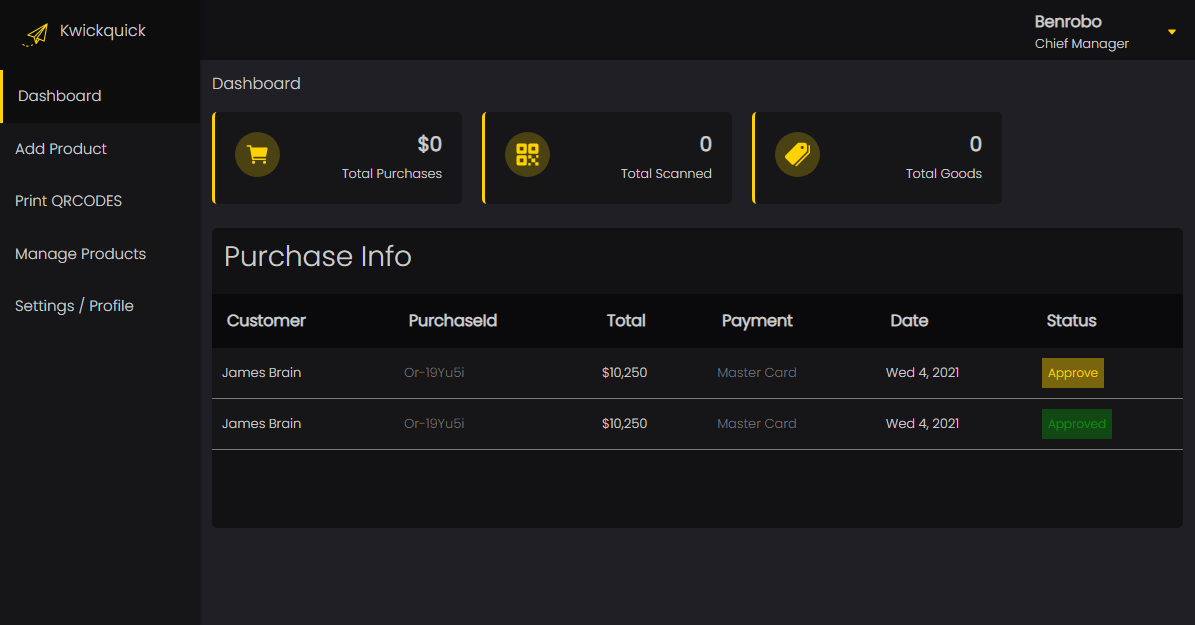 Kwickquick
Benrobo
Chief Manager
Dashboard
Add Product
Print QRCODES
Manage Products
Settings / Profile
Dashboard
$0
Total Purchases
0
Total Scanned
0
Total Goods
Purchase Info
Customer PurchaseId Total Payment Date Status
James Brain Or-19Yu5i $10,250 Master Card Wed 4, 2021 Approve
James Brain Or-19Yu5i $10,250 Master Card Wed 4, 2021 Approved